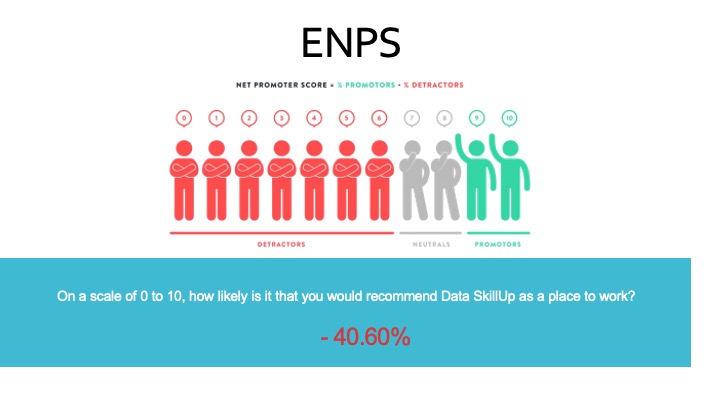 ENPS
NET PROMOTER SCORE = % PROMOTORS - % DETRACTORS
0 1 2 3 4 5 6 7 8 9 10
DETRACTORS NEUTRALS PROMOTORS
On a scale of 0 to 10, how likely is it that you would recommend Data SkillUp as a place to work?
- 40.60%